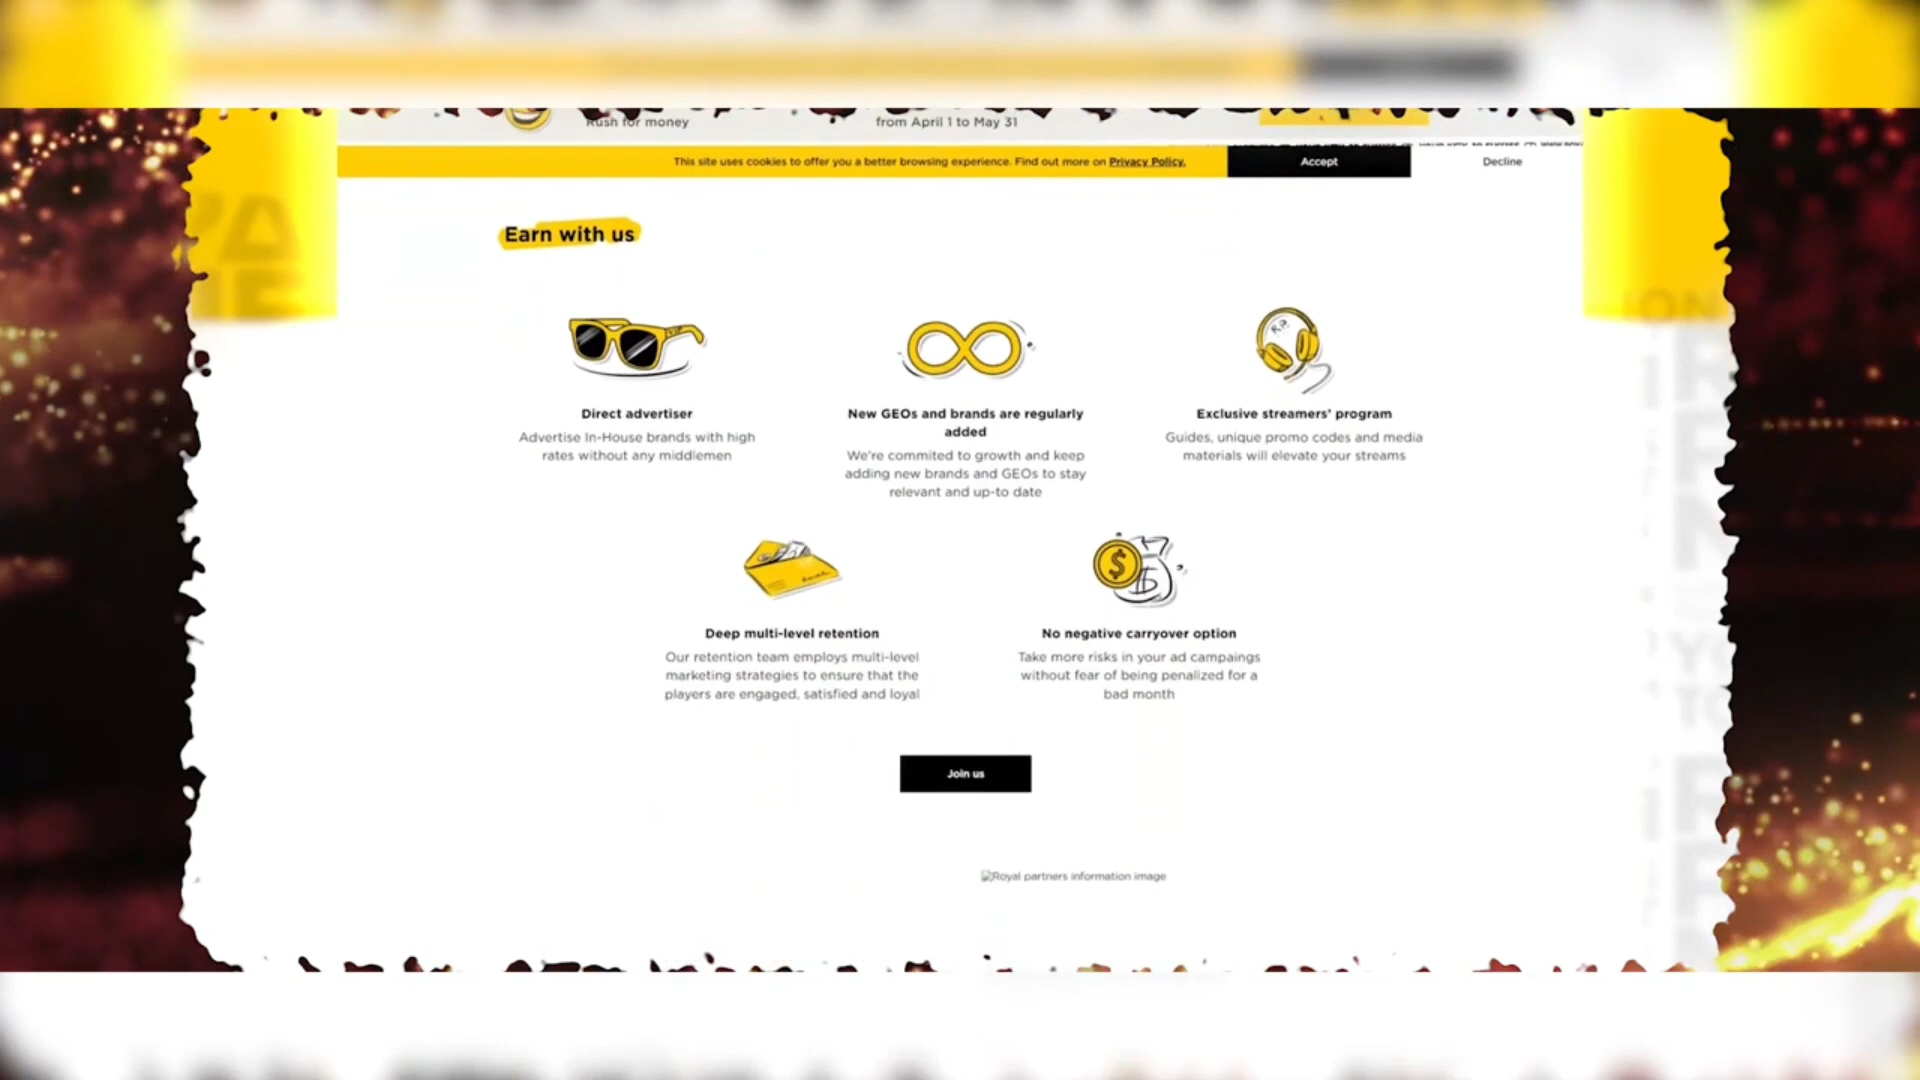 Rush for money
from April 1 to May 31
This site uses cookies to offer you a better browsing experience. Find out more on Privacy Policy.
Accept
Decline
Earn with us
Direct advertiser
Advertise In-House brands with high
rates without any middlemen
New GEOs and brands are regularly
added
We're commited to growth and keep
adding new brands and GEOs to stay
relevant and up-to date
Exclusive streamers' program
Guides, unique promo codes and media
materials will elevate your streams
Deep multi-level retention
Our retention team employs multi-level
marketing strategies to ensure that the
players are engaged, satisfied and loyal
No negative carryover option
Take more risks in your ad campaings
without fear of being penalized for a
bad month
Join us
Royal partners information image